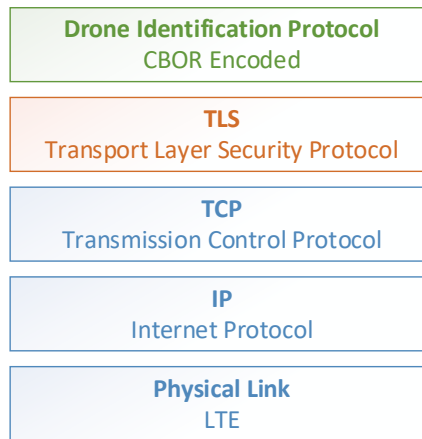 Drone Identification Protocol
CBOR Encoded
TLS
Transport Layer Security Protocol
TCP
Transmission Control Protocol
IP
Internet Protocol
Physical Link
LTE